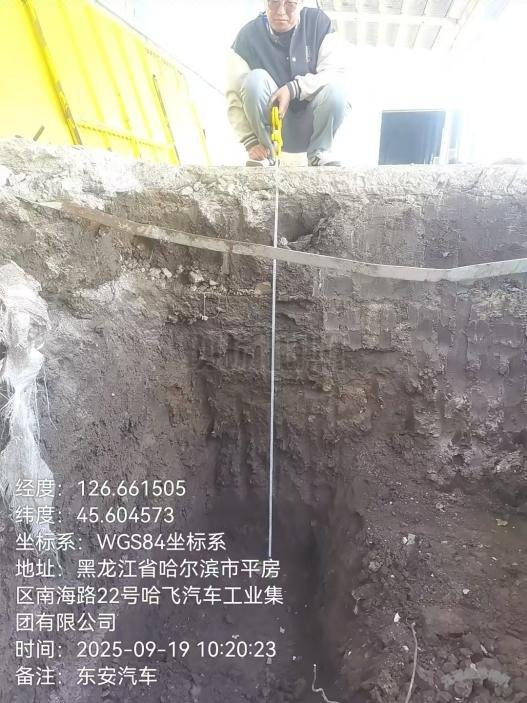 经度：126.661505
纬度：45.604573
坐标系：WGS84坐标系
地址：黑龙江省哈尔滨市平房
区南海路22号哈飞汽车工业集
团有限公司
时间：2025-09-19 10:20:23
备注：东安汽车